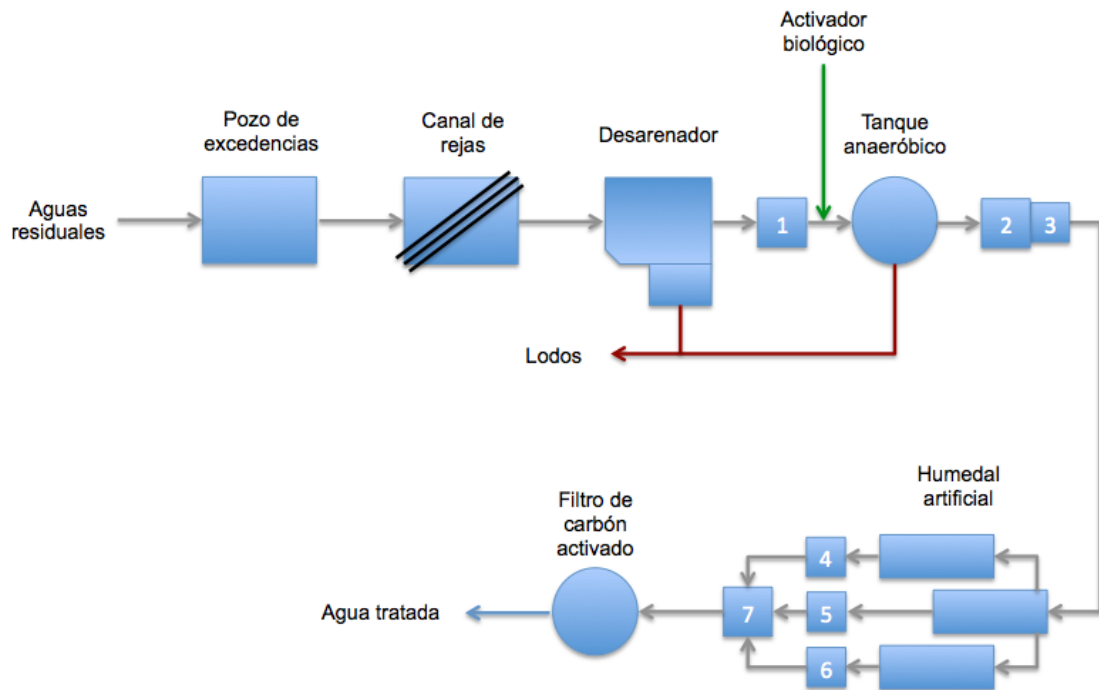 Activador
biológico
Pozo de
excedencias
Canal de
rejas
Desarenador
Tanque
anaeróbico
Aguas
residuales
1
2
3
Lodos
Humedal
artificial
Filtro de
carbón
activado
4
Agua tratada
7
5
6